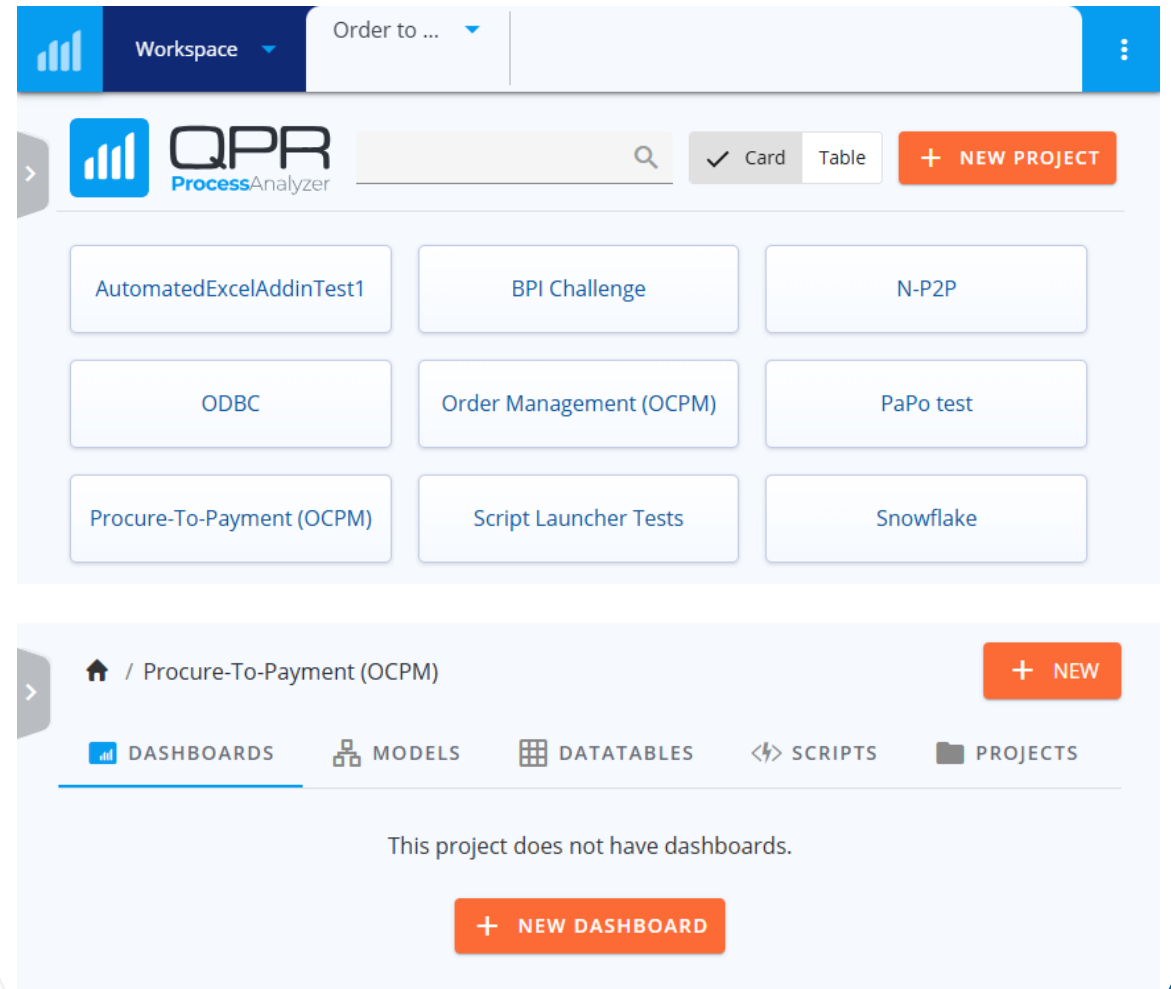 Workspace
Order to ...
QPR
ProcessAnalyzer
Card Table
+ NEW PROJECT
AutomatedExcelAddinTest1 BPI Challenge N-P2P
ODBC Order Management (OCPM) PaPo test
Procure-To-Payment (OCPM) Script Launcher Tests Snowflake
/ Procure-To-Payment (OCPM) + NEW
DASHBOARDS MODELS DATATABLES SCRIPTS PROJECTS
This project does not have dashboards.
+ NEW DASHBOARD